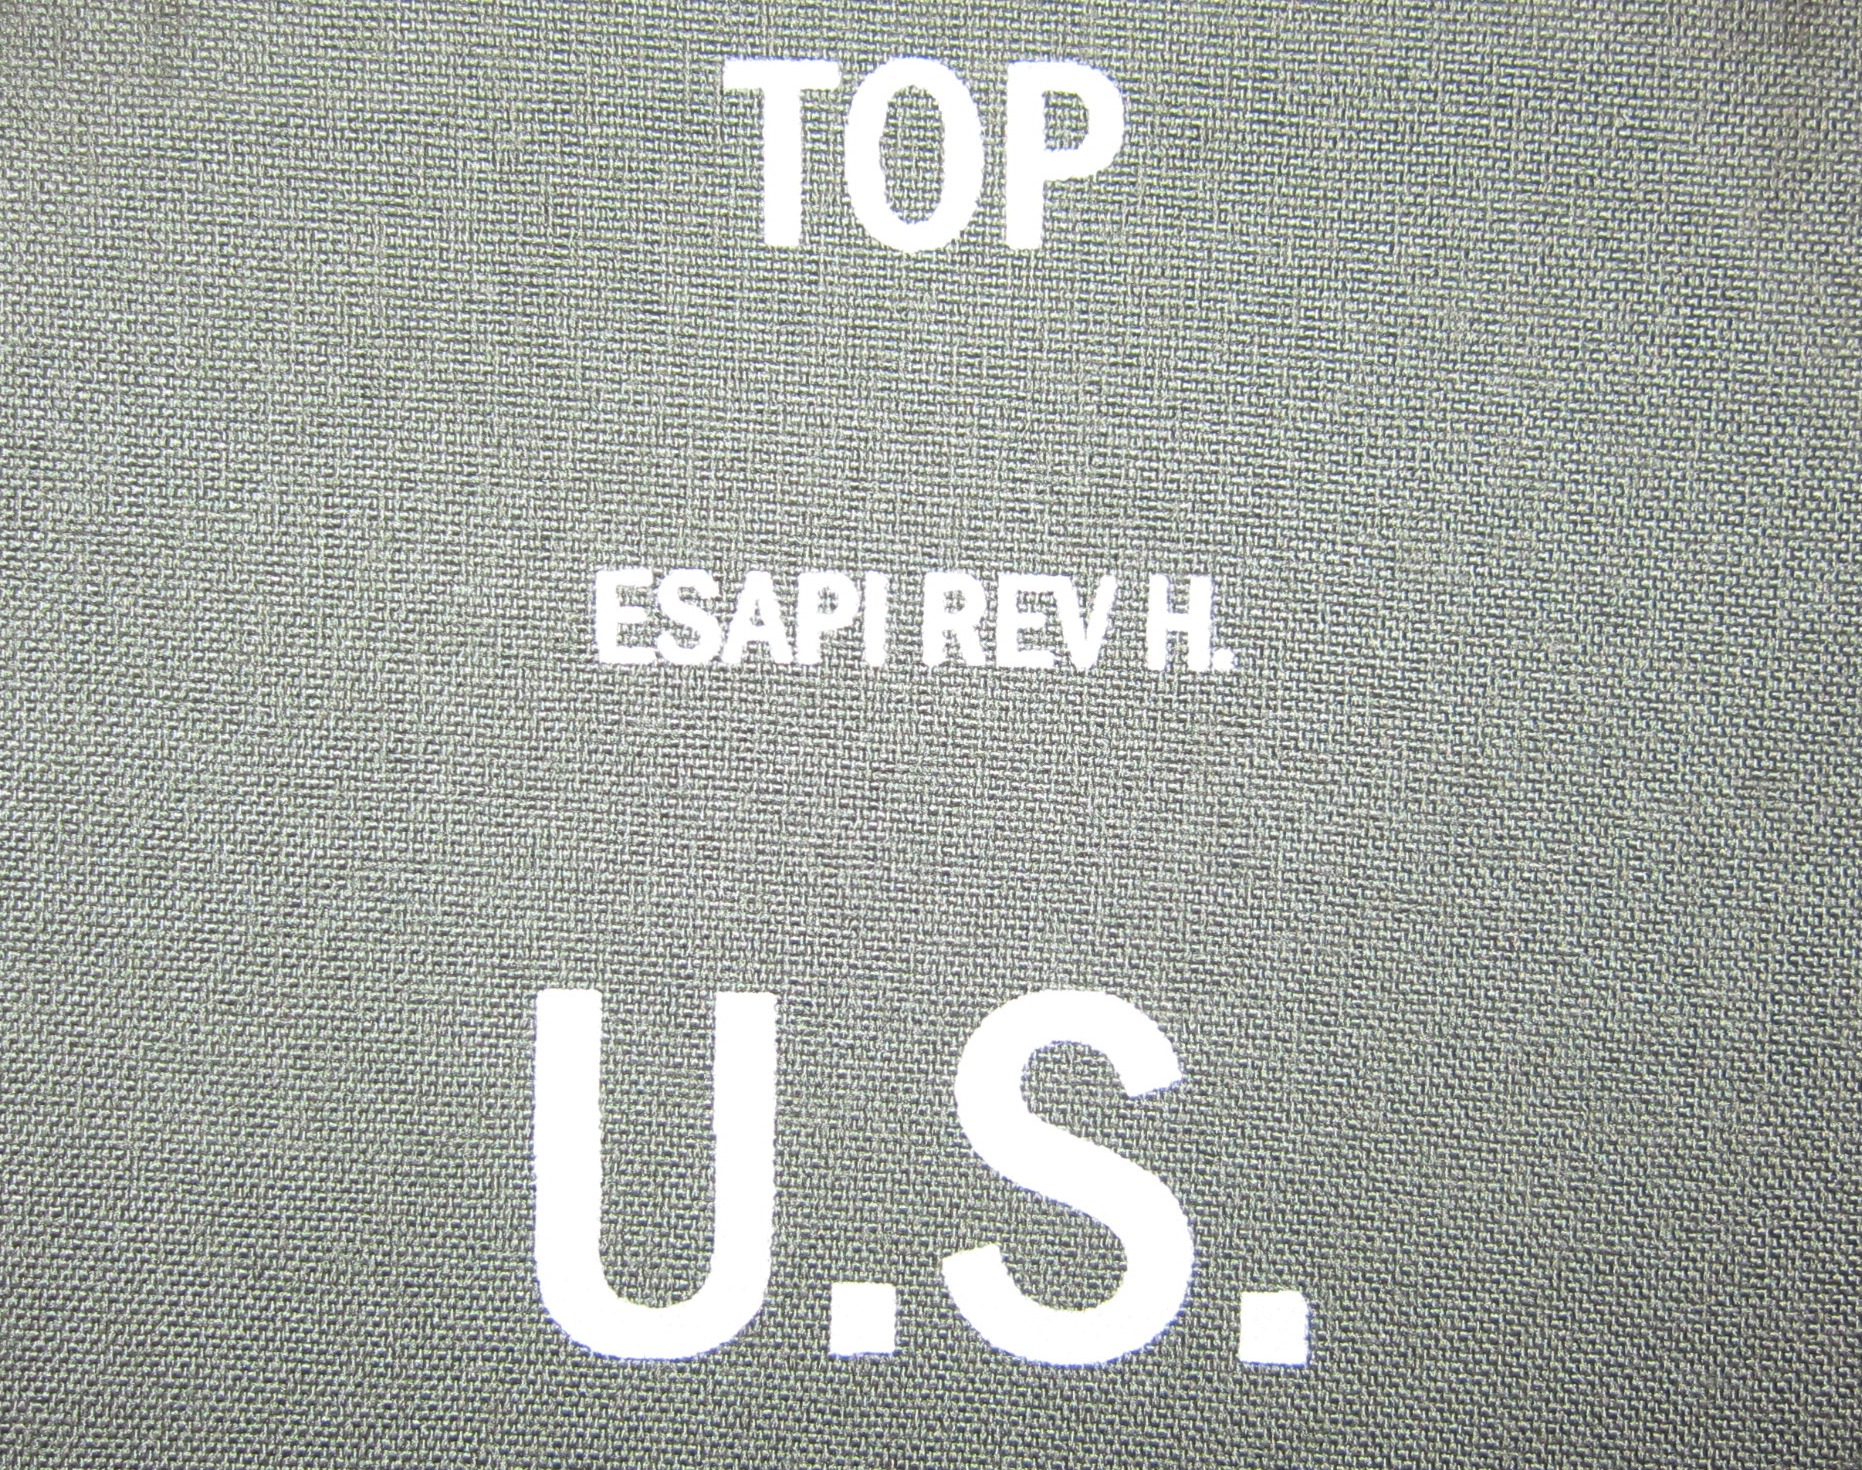 TOP
ESAPI REV H.
U.S.